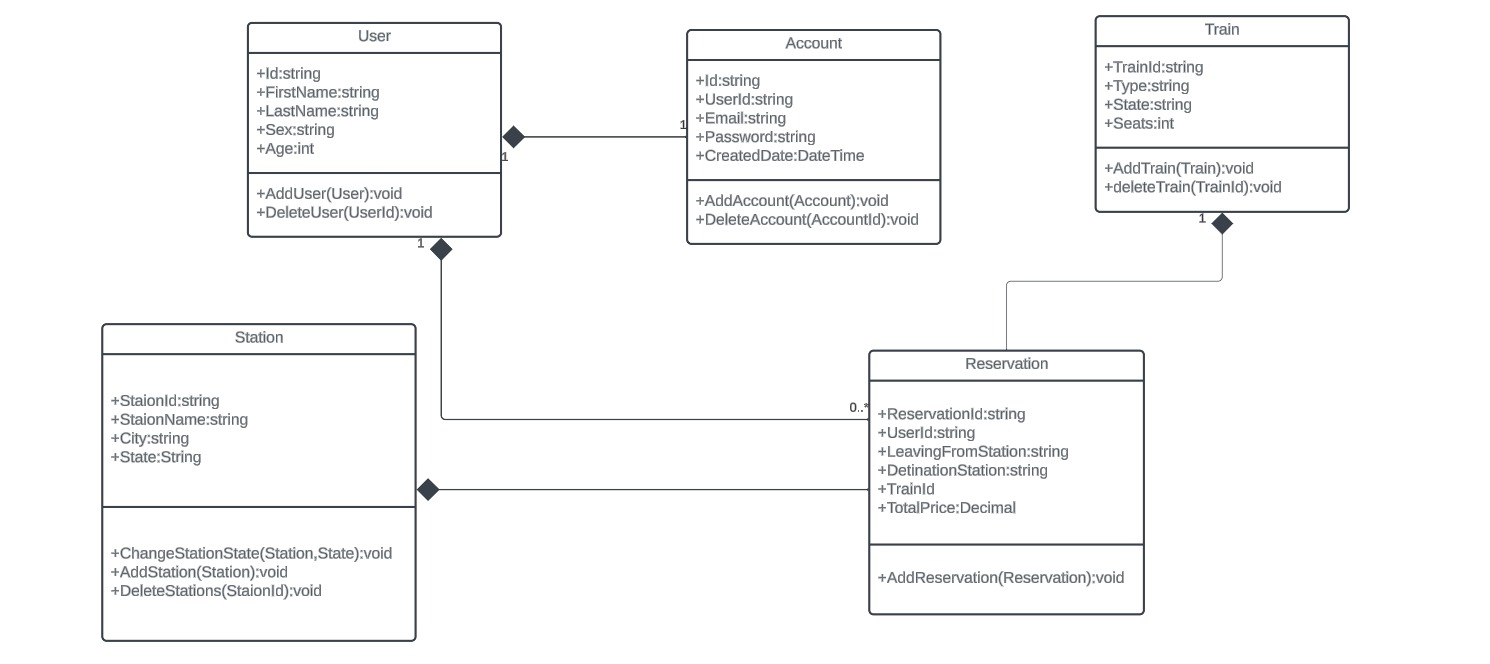 User
+Id:string
+FirstName:string
+LastName:string
+Sex:string
+Age:int
+AddUser(User):void
+DeleteUser(UserId):void
1
1
1
Account
+Id:string
+UserId:string
+Email:string
+Password:string
+CreatedDate:DateTime
+AddAccount(Account):void
+DeleteAccount(AccountId):void
Train
+TrainId:string
+Type:string
+State:string
+Seats:int
+AddTrain(Train):void
+deleteTrain(TrainId):void
1
Station
+StaionId:string
+StaionName:string
+City:string
+State:String
+ChangeStationState(Station,State):void
+AddStation(Station):void
+DeleteStations(StaionId):void
0..*
Reservation
+ReservationId:string
+UserId:string
+LeavingFromStation:string
+DetinationStation:string
+TrainId
+TotalPrice:Decimal
+AddReservation(Reservation):void